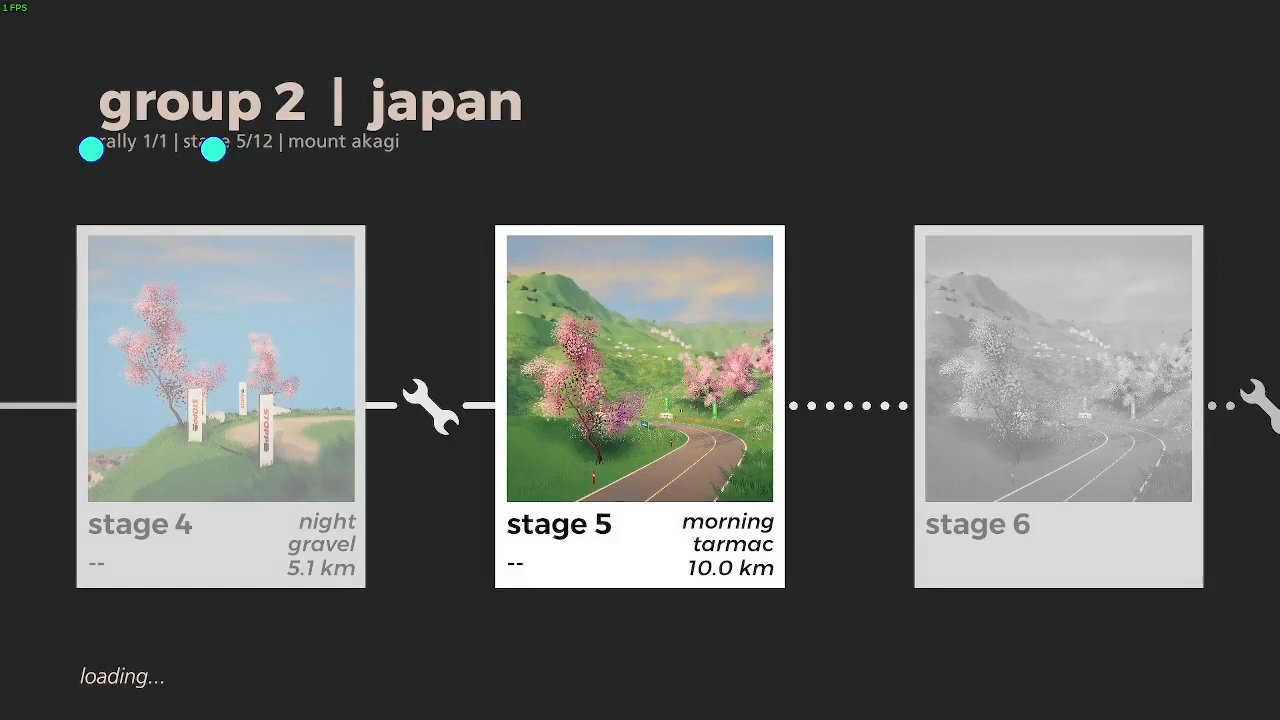 1 FPS
group 2 | japan
rally 1/1 | stage 5/12 | mount akagi
stage 4
night
gravel
--
5.1 km
stage 5
morning
tarmac
--
10.0 km
stage 6
loading...